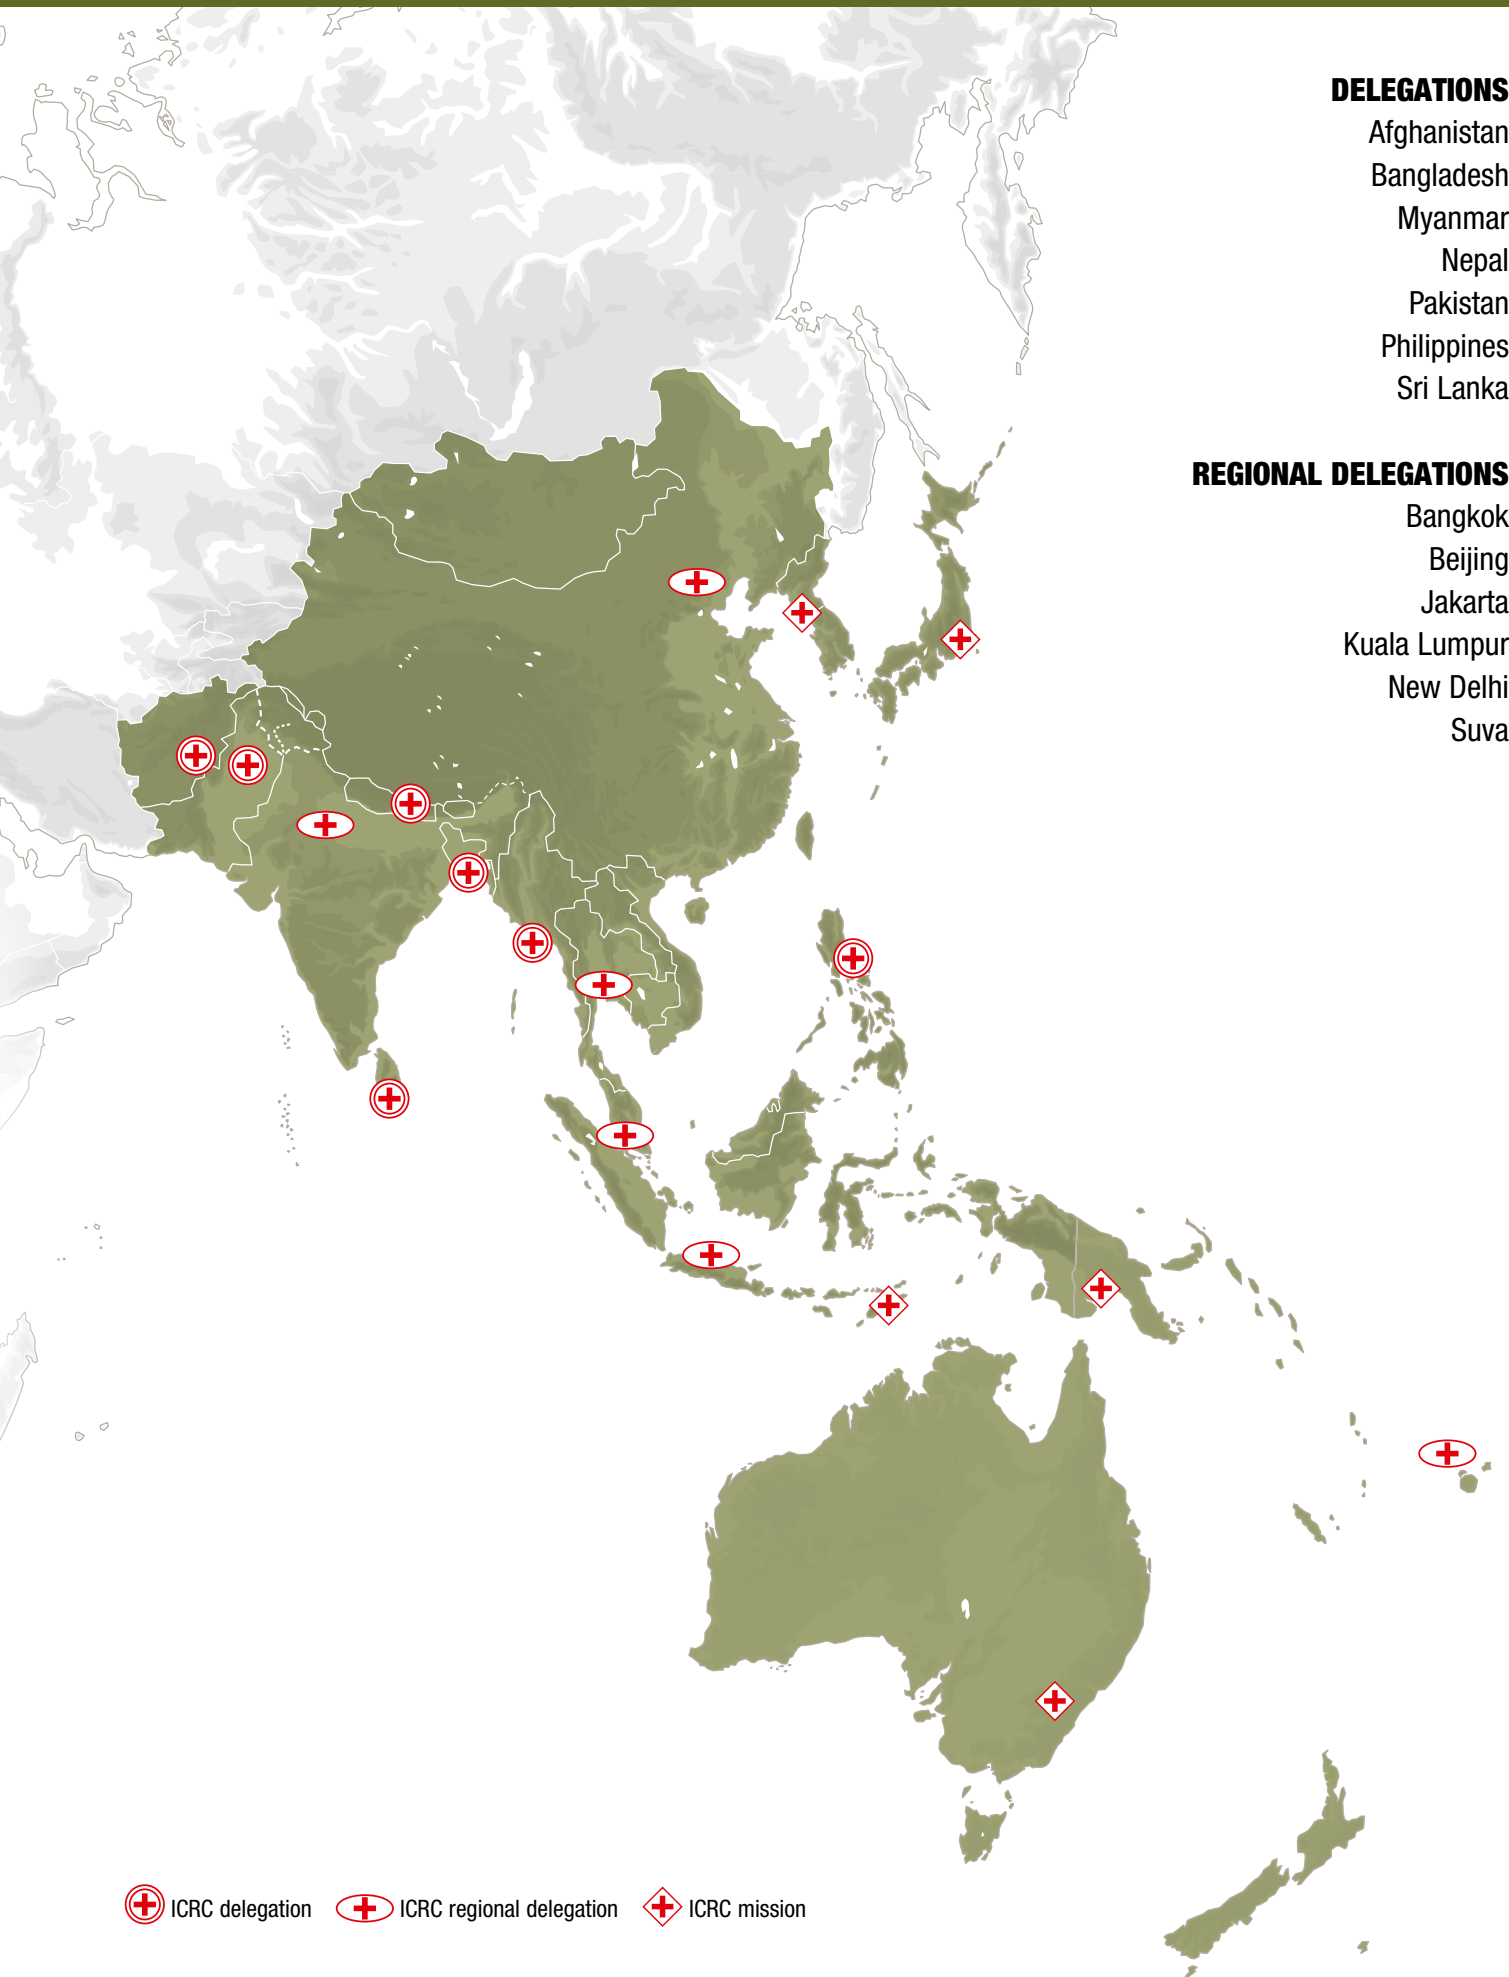 DELEGATIONS
Afghanistan
Bangladesh
Myanmar
Nepal
Pakistan
Philippines
Sri Lanka
REGIONAL DELEGATIONS
Bangkok
Beijing
Jakarta
Kuala Lumpur
New Delhi
Suva
ICRC delegation
ICRC regional delegation
ICRC mission